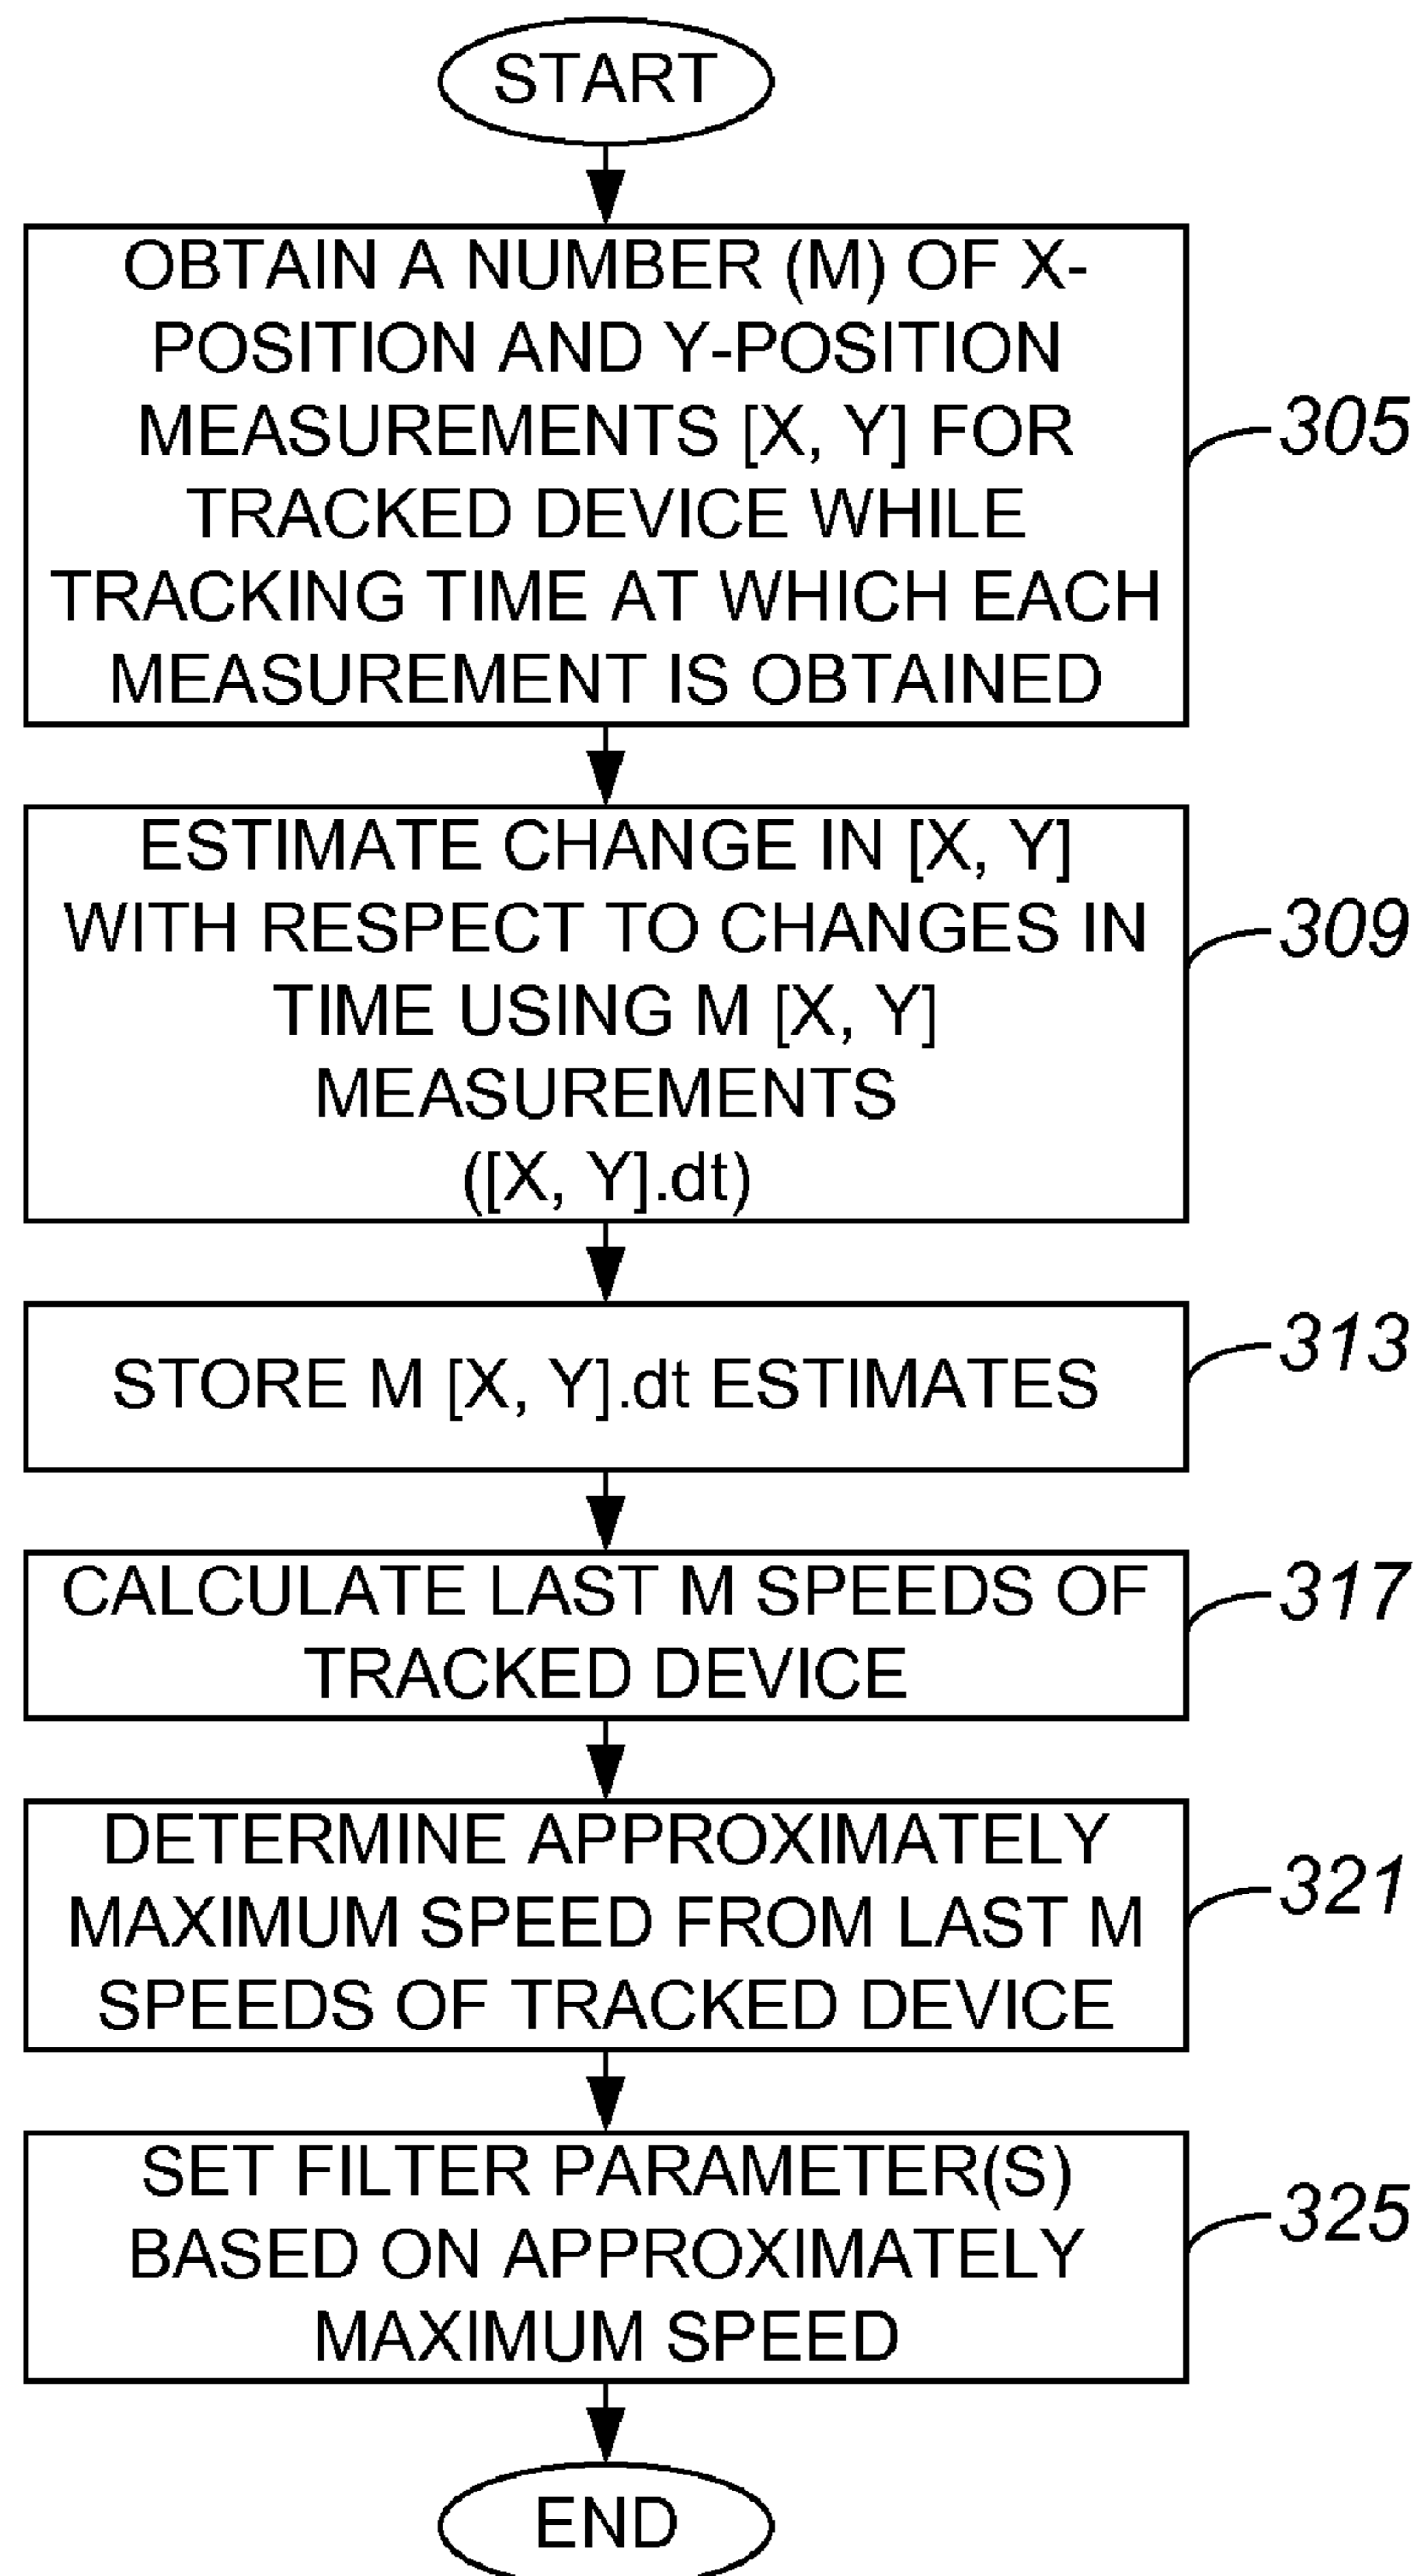 START
OBTAIN A NUMBER (M) OF X-
POSITION AND Y-POSITION
MEASUREMENTS [X, Y] FOR
TRACKED DEVICE WHILE
TRACKING TIME AT WHICH EACH
MEASUREMENT IS OBTAINED
305
ESTIMATE CHANGE IN [X, Y]
WITH RESPECT TO CHANGES IN
TIME USING M [X, Y]
MEASUREMENTS
([X, Y].dt)
309
STORE M [X, Y].dt ESTIMATES
313
CALCULATE LAST M SPEEDS OF
TRACKED DEVICE
317
DETERMINE APPROXIMATELY
MAXIMUM SPEED FROM LAST M
SPEEDS OF TRACKED DEVICE
321
SET FILTER PARAMETER(S)
BASED ON APPROXIMATELY
MAXIMUM SPEED
325
END